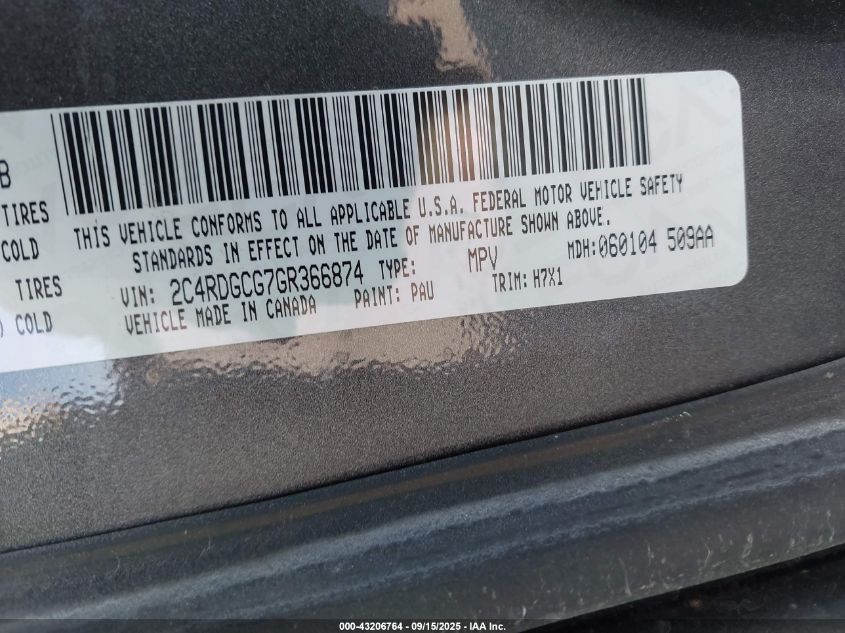 B
TIRES
COLD
TIRES
) COLD
THIS VEHICLE CONFORMS TO ALL APPLICABLE U.S.A. FEDERAL MOTOR VEHICLE SAFETY
STANDARDS IN EFFECT ON THE DATE OF MANUFACTURE SHOWN ABOVE.
VIN: 2C4RDGCG7GR366874 TYPE: MPV MDH:060104 509AA
VEHICLE MADE IN CANADA PAINT: PAU TRIM: H7X1
000-43206764 - 09/15/2025 - IAA Inc.